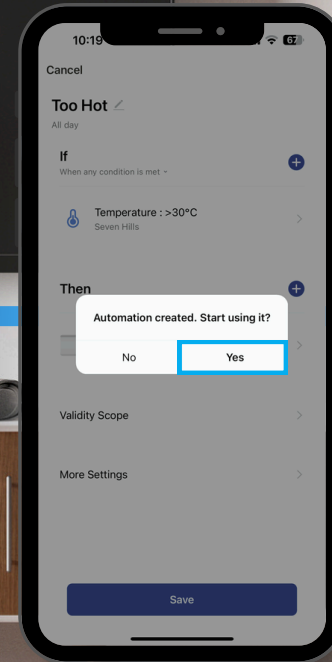 10:19
67
Cancel
Too Hot
All day
If
When any condition is met
Temperature : >30°C
Seven Hills
Then
Automation created. Start using it?
No
Yes
Validity Scope
More Settings
Save